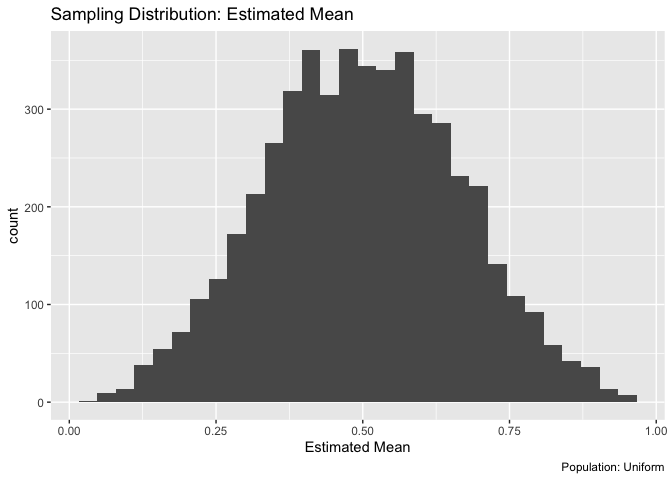 Sampling Distribution: Estimated Mean
300
200
100
0
count
0.00 0.25 0.50 0.75 1.00
Estimated Mean
Population: Uniform